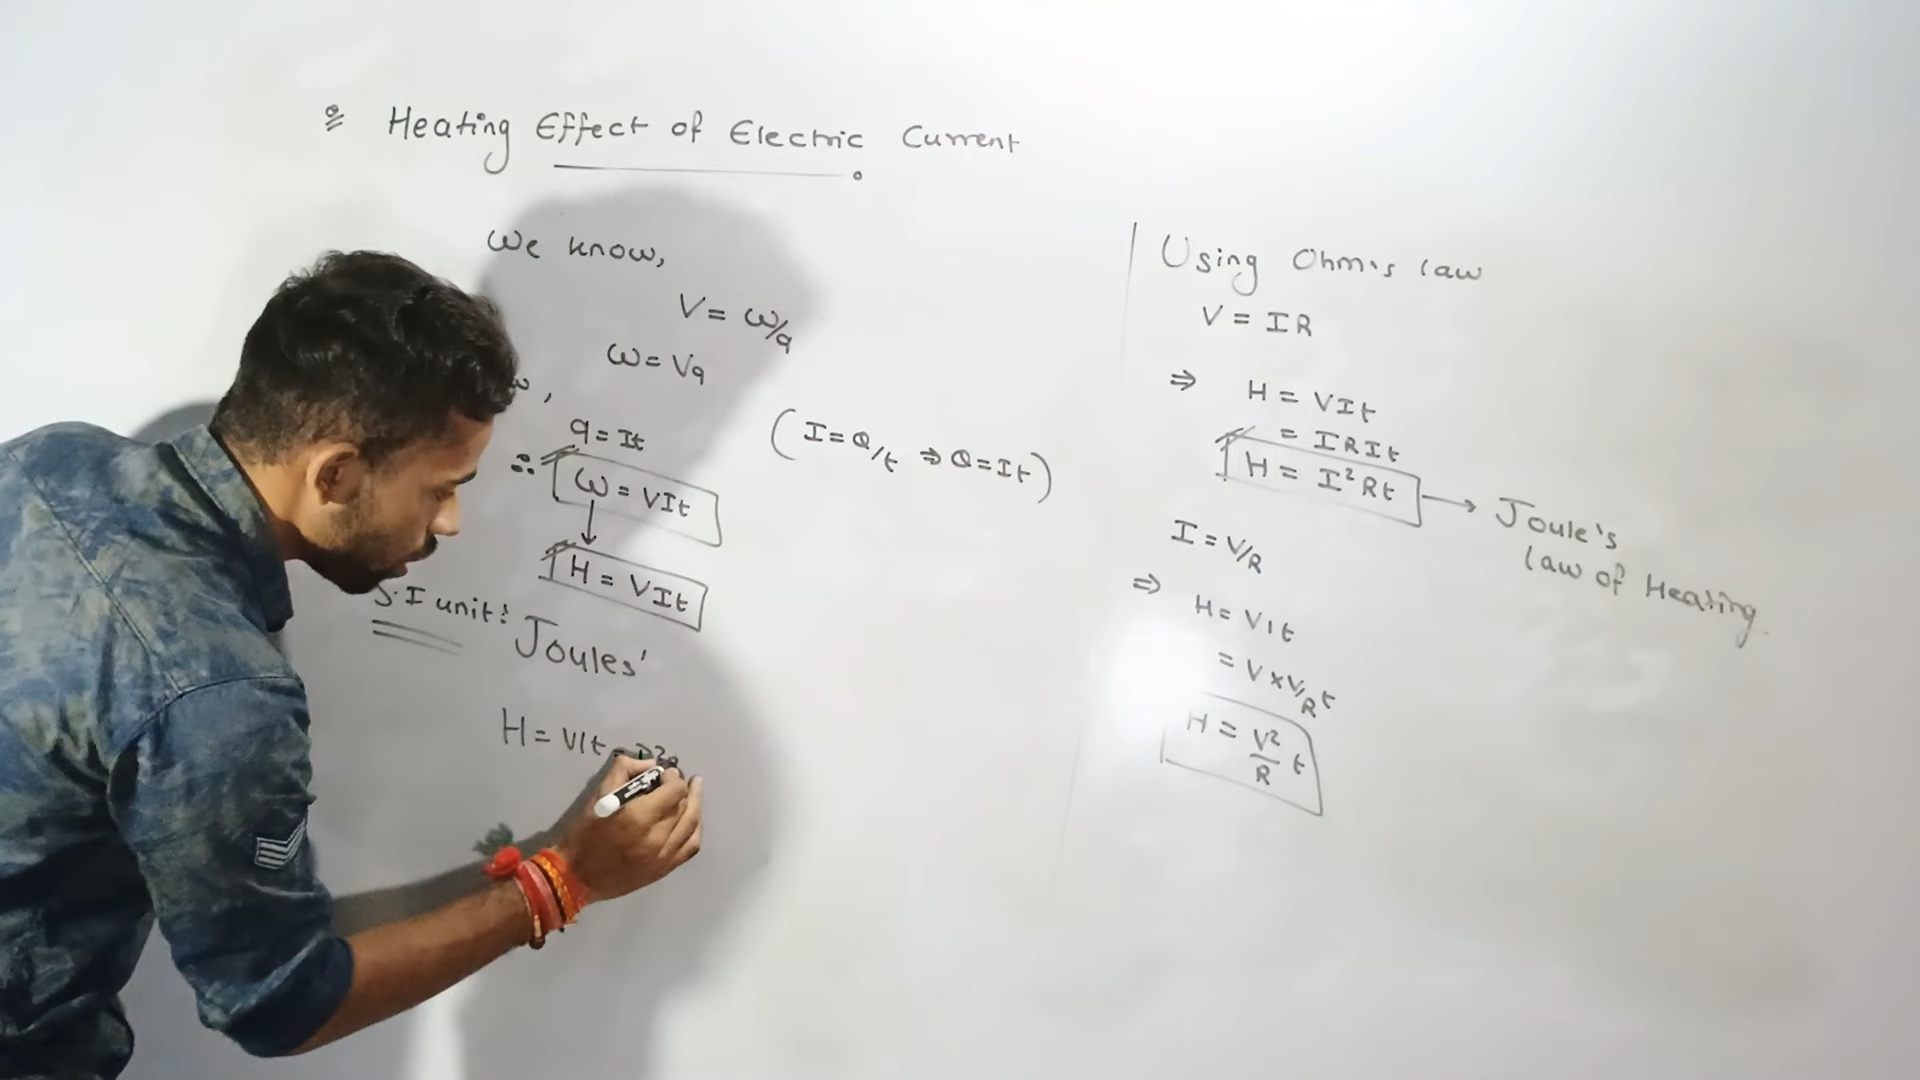 Heating Effect of Electric Current
We know,
V = W/q
W = Vq
q = It
(I = Q/t ⇒ Q = It)
∴ W = VIt
↓
H = VIt
S.I unit: Joules'
H = VIt =
Using Ohm's law
V = IR
⇒ H = VIt
= IRIt
H = I²Rt → Joule's
law of Heating
I = V/R
⇒ H = VIt
= V×V/R t
H = V²/R t